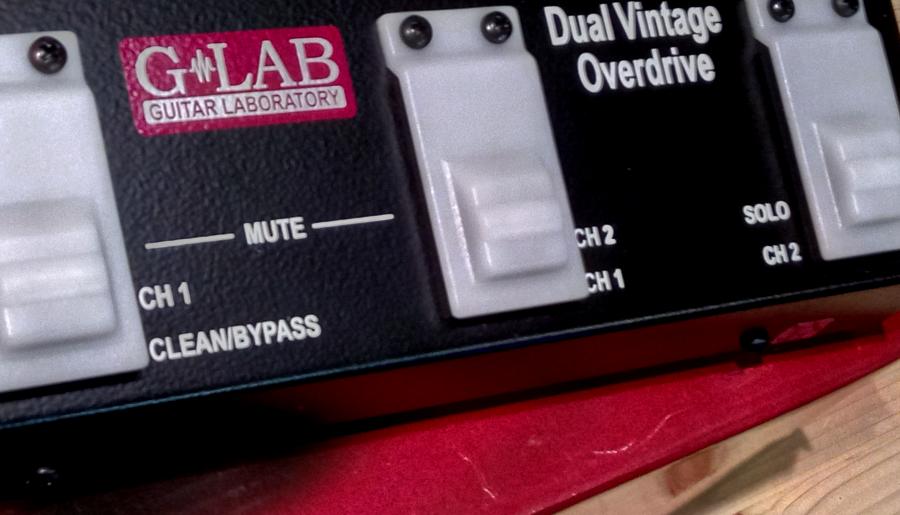 G LAB
GUITAR LABORATORY
Dual Vintage
Overdrive
MUTE
CH 1
CLEAN/BYPASS
CH 2
CH 1
SOLO
CH 2